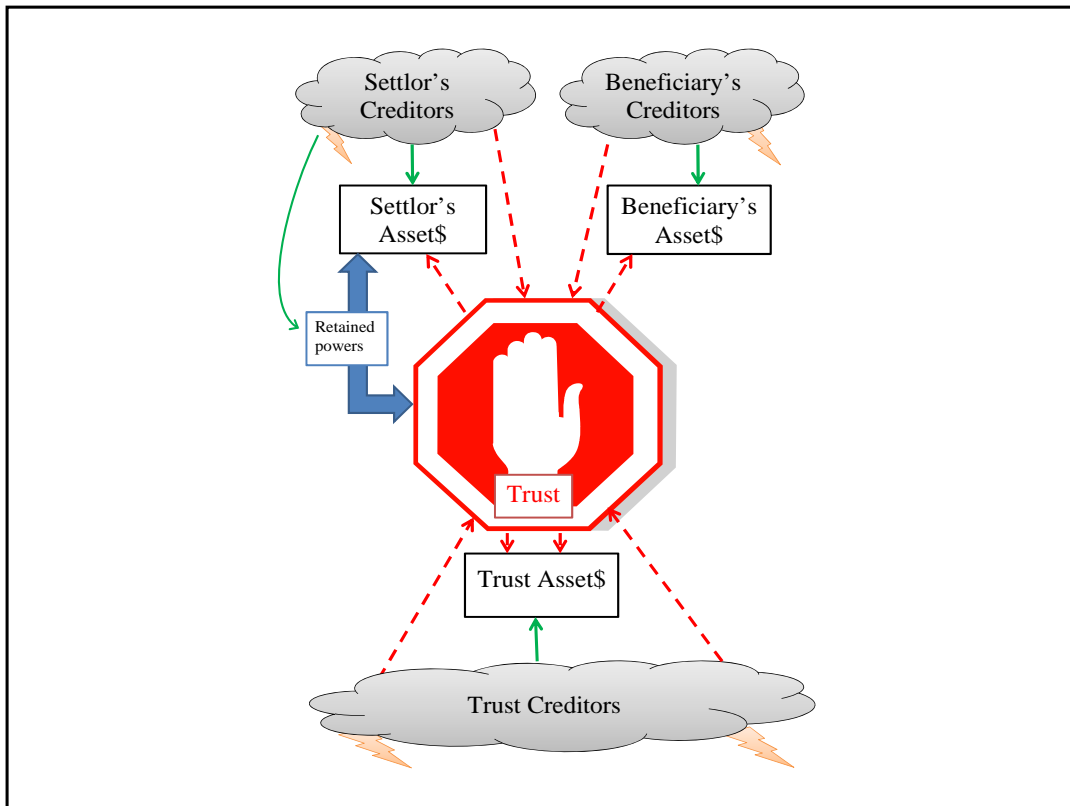 Settlor’s
Creditors
Beneficiary’s
Creditors
Settlor’s
Asset$
Beneficiary’s
Asset$
Retained
powers
Trust
Trust Asset$
Trust Creditors